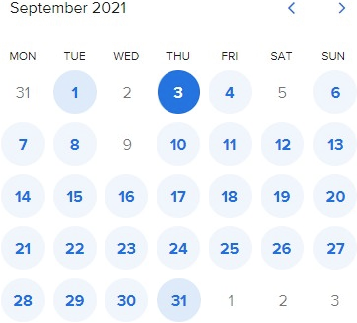 September 2021
MON TUE WED THU FRI SAT SUN
31 1 2 3 4 5 6
7 8 9 10 11 12 13
14 15 16 17 18 19 20
21 22 23 24 25 26 27
28 29 30 31 1 2 3